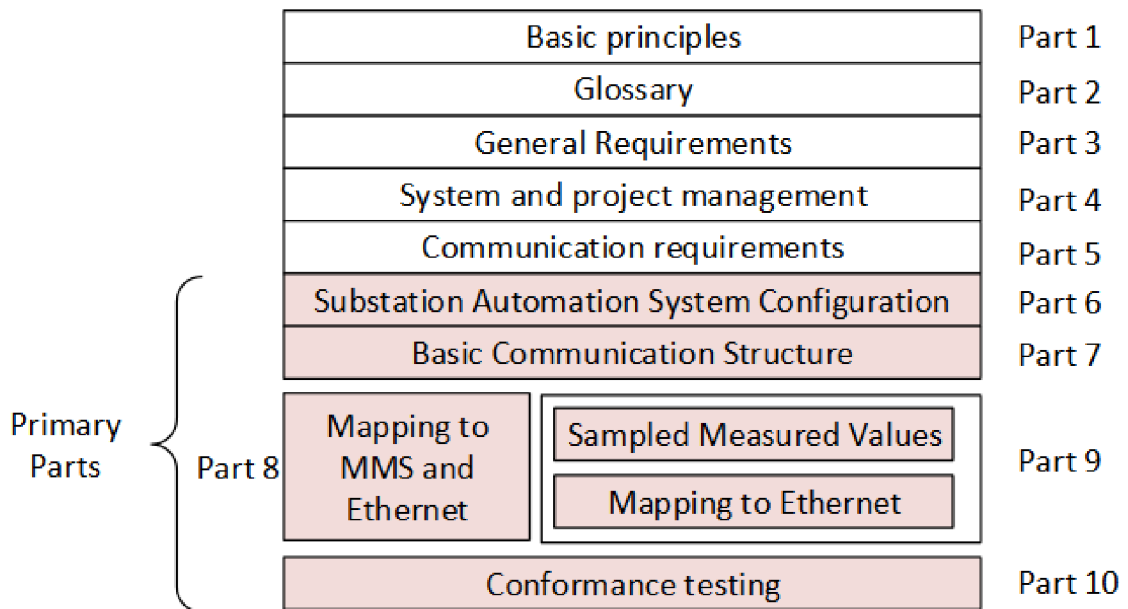 Basic principles Part 1
Glossary Part 2
General Requirements Part 3
System and project management Part 4
Communication requirements Part 5
Substation Automation System Configuration Part 6
Basic Communication Structure Part 7
Primary
Parts
Part 8
Mapping to
MMS and
Ethernet
Sampled Measured Values
Mapping to Ethernet
Part 9
Conformance testing Part 10